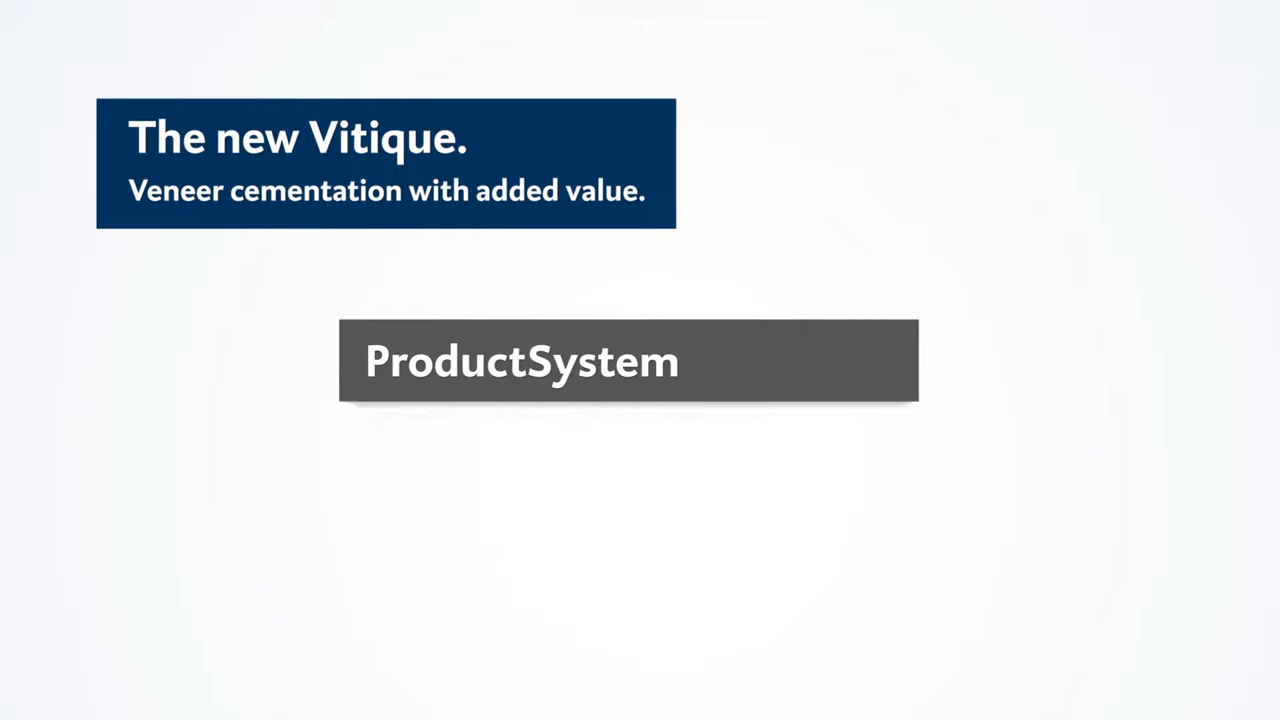 The new Vitique.
Veneer cementation with added value.
ProductSystem